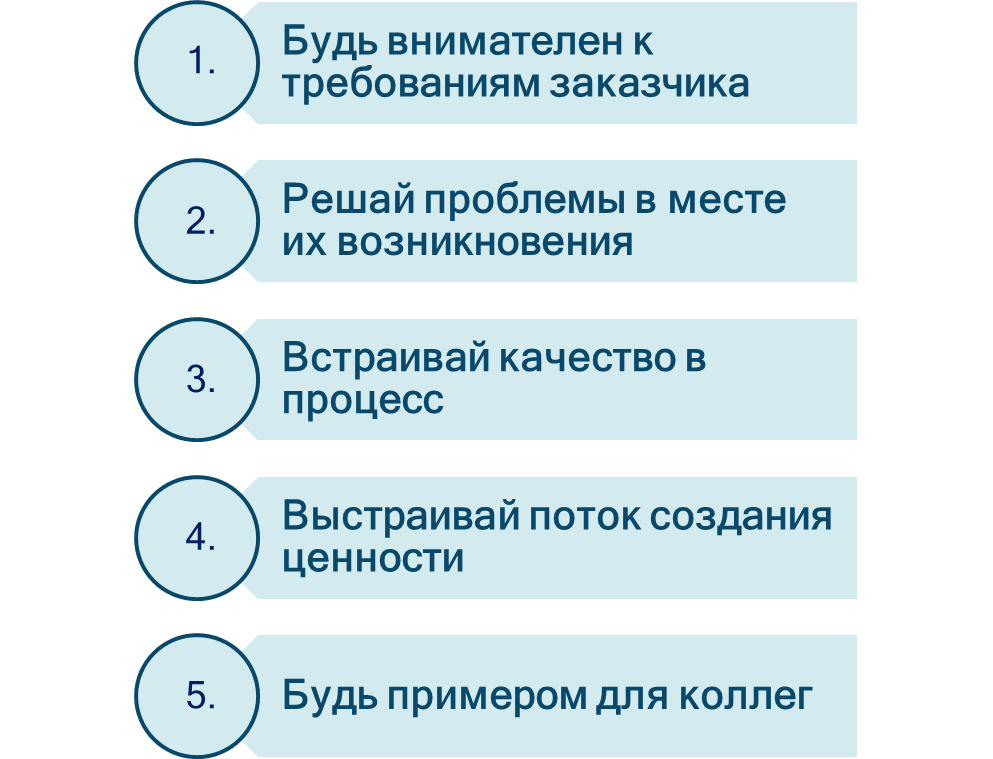 1.
Будь внимателен к
требованиям заказчика
2.
Решай проблемы в месте
их возникновения
3.
Встраивай качество в
процесс
4.
Выстраивай поток создания
ценности
5.
Будь примером для коллег